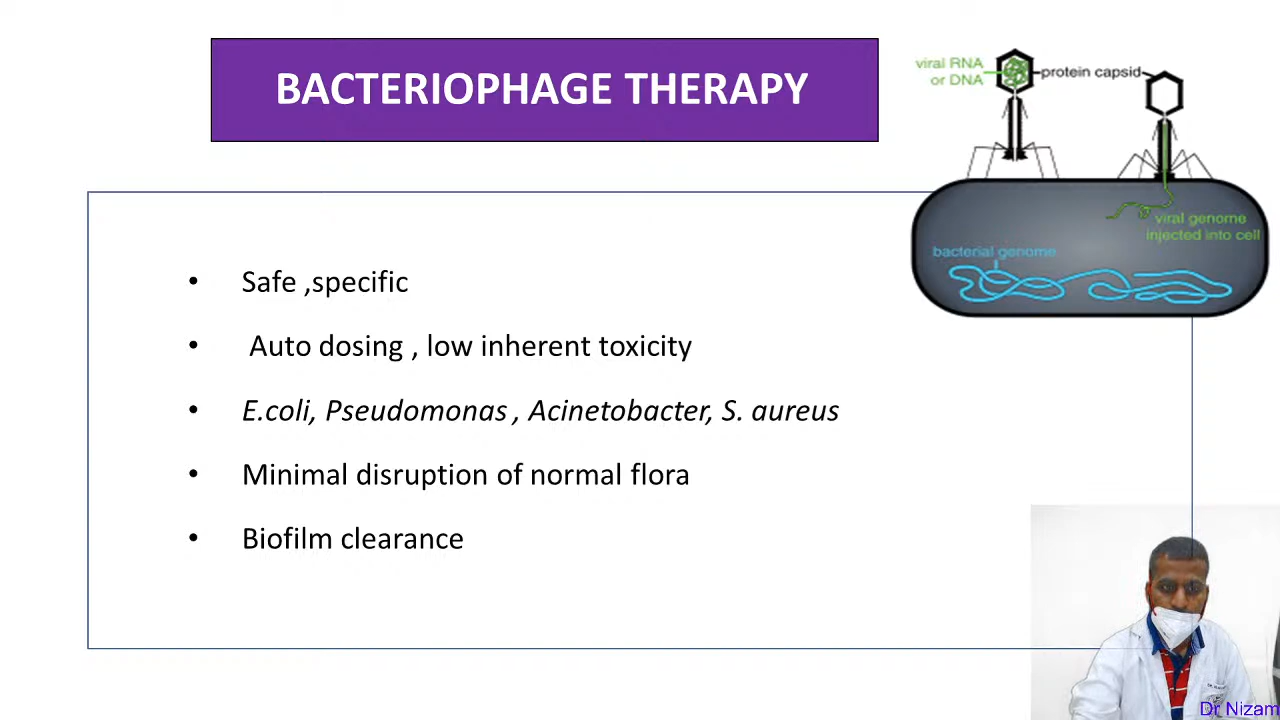 BACTERIOPHAGE THERAPY
viral RNA
or DNA
protein capsid
viral genome
injected into cell
bacterial genome
• Safe ,specific
• Auto dosing , low inherent toxicity
• E.coli, Pseudomonas , Acinetobacter, S. aureus
• Minimal disruption of normal flora
• Biofilm clearance
Dr Nizam